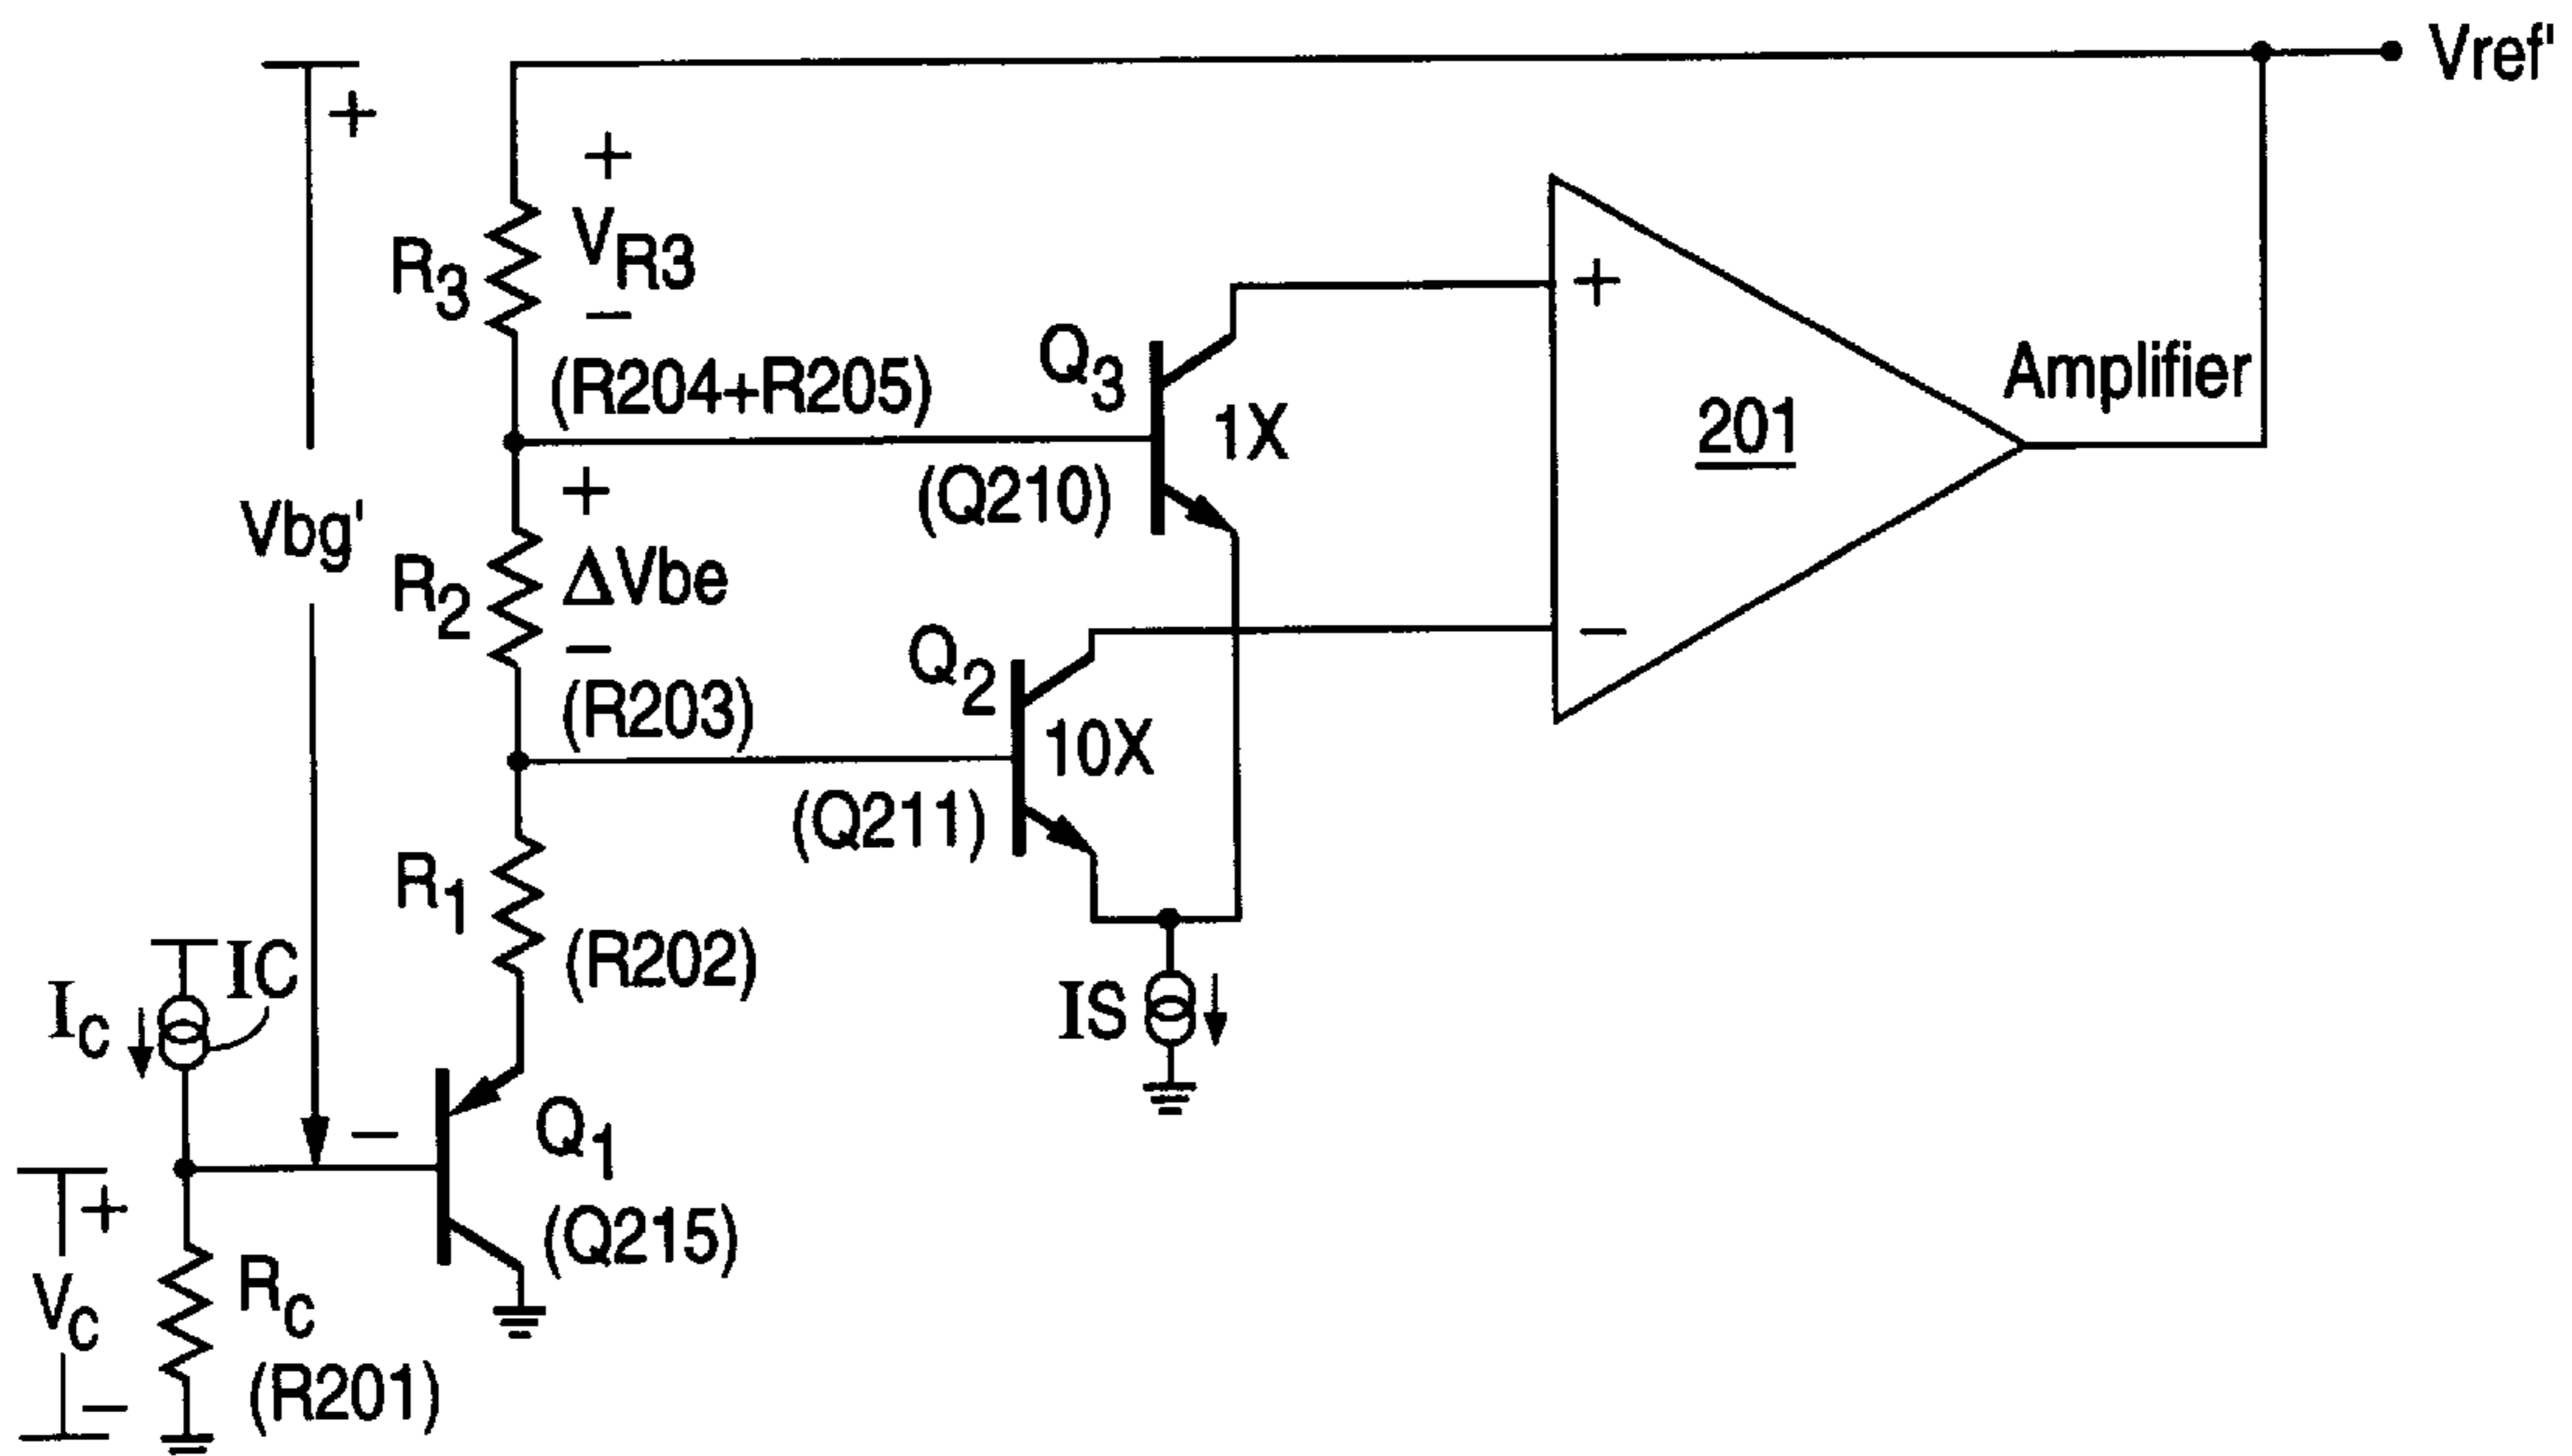 Vref'
+
+
VR3
R3
−
(R204+R205)
Q3
1X
+
201
Amplifier
(Q210)
Vbg'
+
R2
ΔVbe
−
(R203)
Q2
10X
−
(Q211)
R1
(R202)
IC
IC
IS
−
Q1
(Q215)
+
VC
−
RC
(R201)